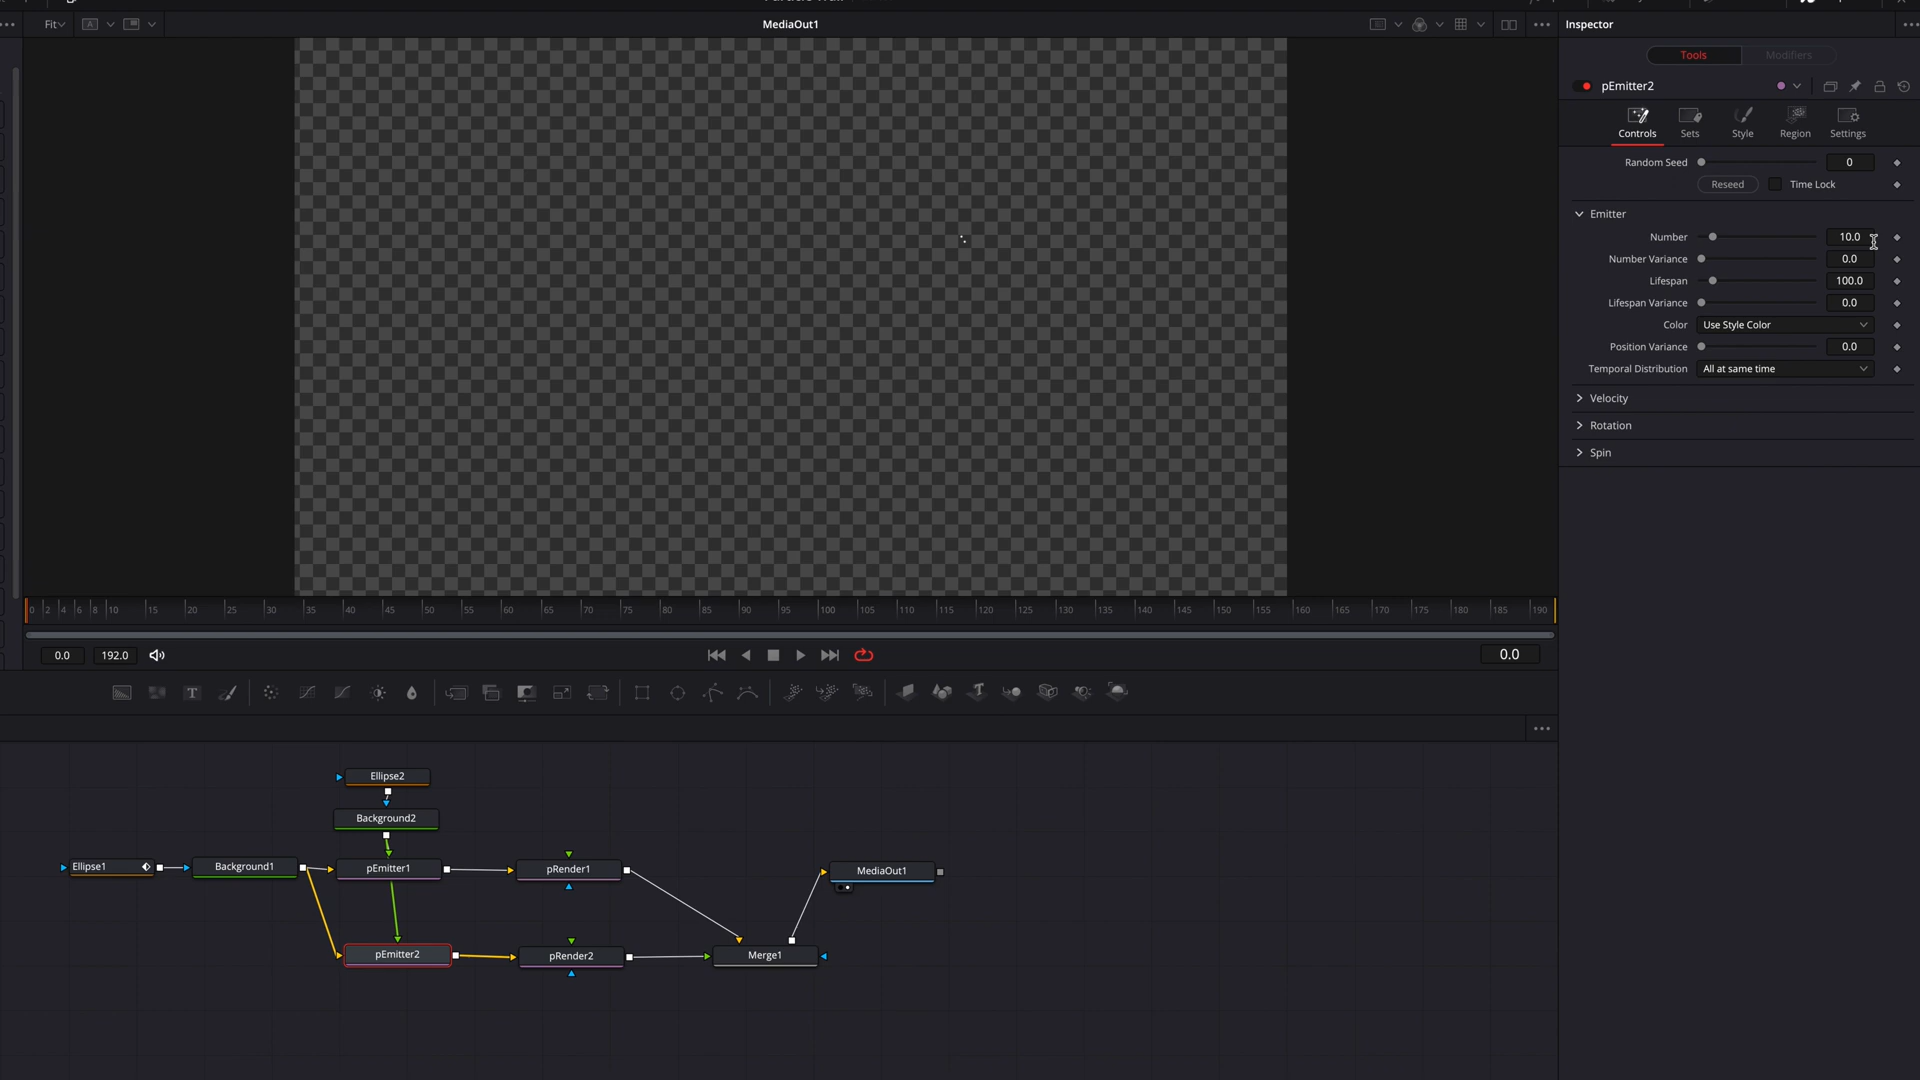 Fit
A
MediaOut1
Inspector
Tools
Modifiers
pEmitter2
Controls
Sets
Style
Region
Settings
Random Seed
0
Reseed
Time Lock
Emitter
Number
10.0
Number Variance
0.0
Lifespan
100.0
Lifespan Variance
0.0
Color
Use Style Color
Position Variance
0.0
Temporal Distribution
All at same time
Velocity
Rotation
Spin
0 2 4 6 8 10 15 20 25 30 35 40 45 50 55 60 65 70 75 80 85 90 95 100 105 110 115 120 125 130 135 140 145 150 155 160 165 170 175 180 185 190
0.0
192.0
0.0
T
T
Ellipse2
Background2
Ellipse1
Background1
pEmitter1
pRender1
MediaOut1
pEmitter2
pRender2
Merge1